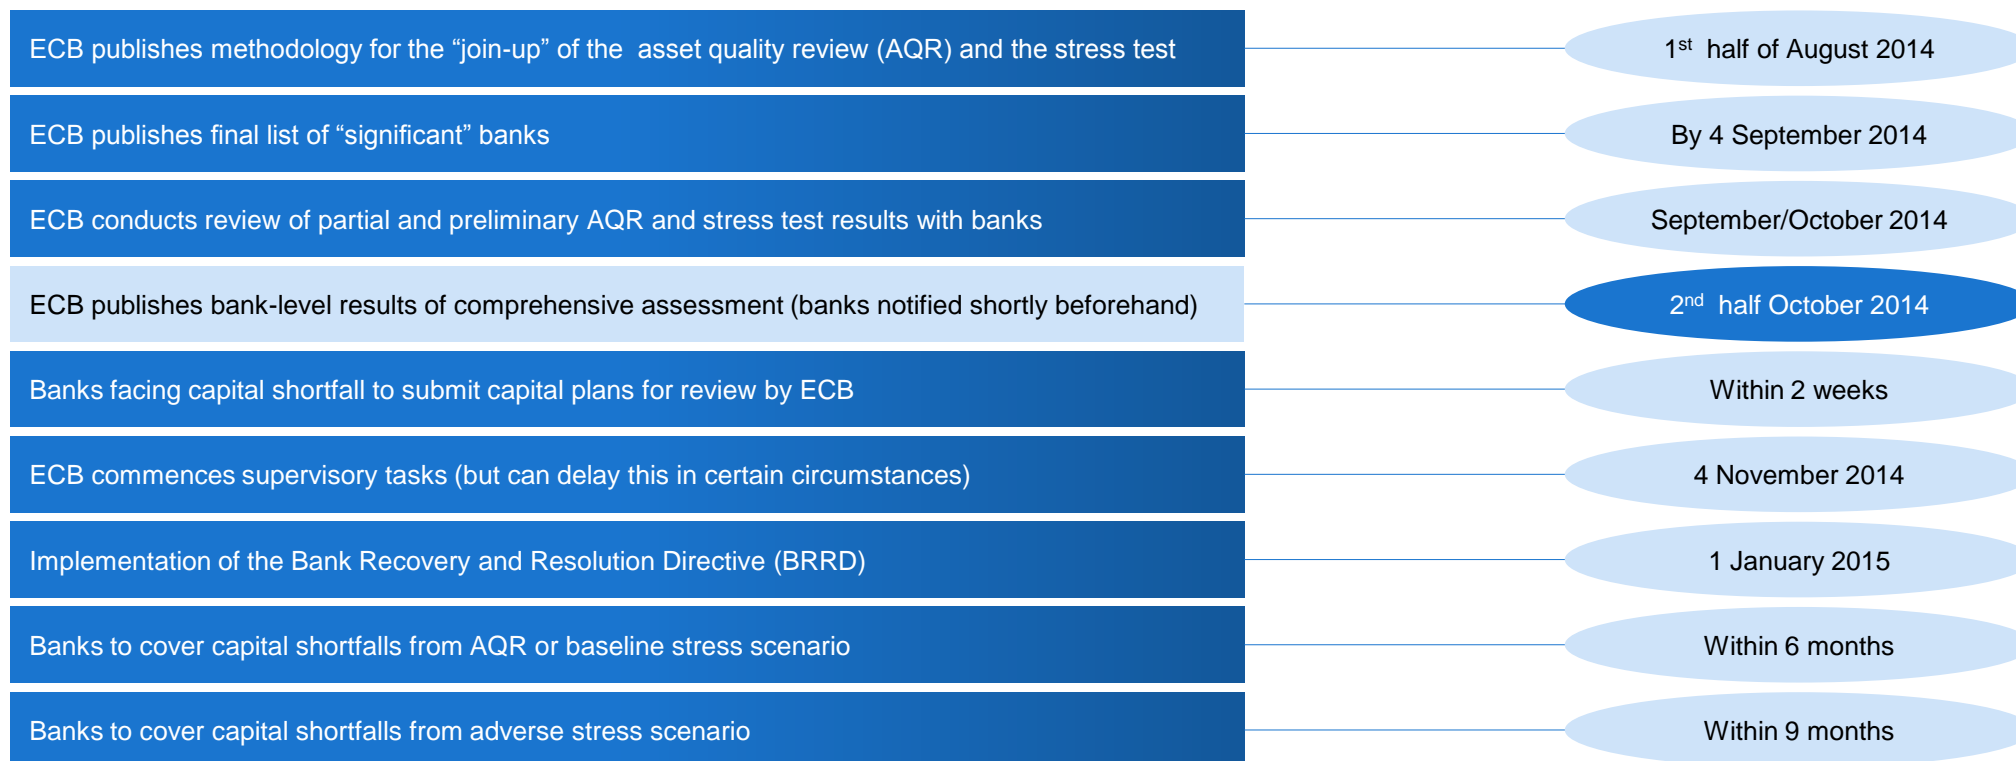 ECB publishes methodology for the “join-up” of the asset quality review (AQR) and the stress test
1st half of August 2014
ECB publishes final list of “significant” banks
By 4 September 2014
ECB conducts review of partial and preliminary AQR and stress test results with banks
September/October 2014
ECB publishes bank-level results of comprehensive assessment (banks notified shortly beforehand)
2nd half October 2014
Banks facing capital shortfall to submit capital plans for review by ECB
Within 2 weeks
ECB commences supervisory tasks (but can delay this in certain circumstances)
4 November 2014
Implementation of the Bank Recovery and Resolution Directive (BRRD)
1 January 2015
Banks to cover capital shortfalls from AQR or baseline stress scenario
Within 6 months
Banks to cover capital shortfalls from adverse stress scenario
Within 9 months